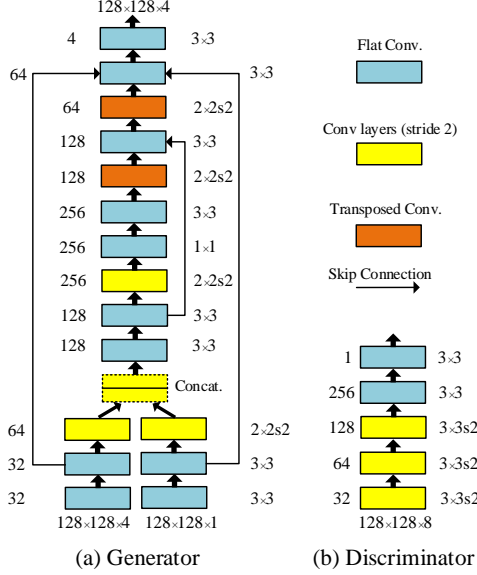 128×128×4
4 3×3
64 3×3
64 2×2s2
128 3×3
128 2×2s2
256 3×3
256 1×1
256 2×2s2
128 3×3
128 3×3
Concat.
64 2×2s2
32 3×3
32 3×3
128×128×4 128×128×1
(a) Generator
Flat Conv.
Conv layers (stride 2)
Transposed Conv.
Skip Connection
1 3×3
256 3×3
128 3×3s2
64 3×3s2
32 3×3s2
128×128×8
(b) Discriminator